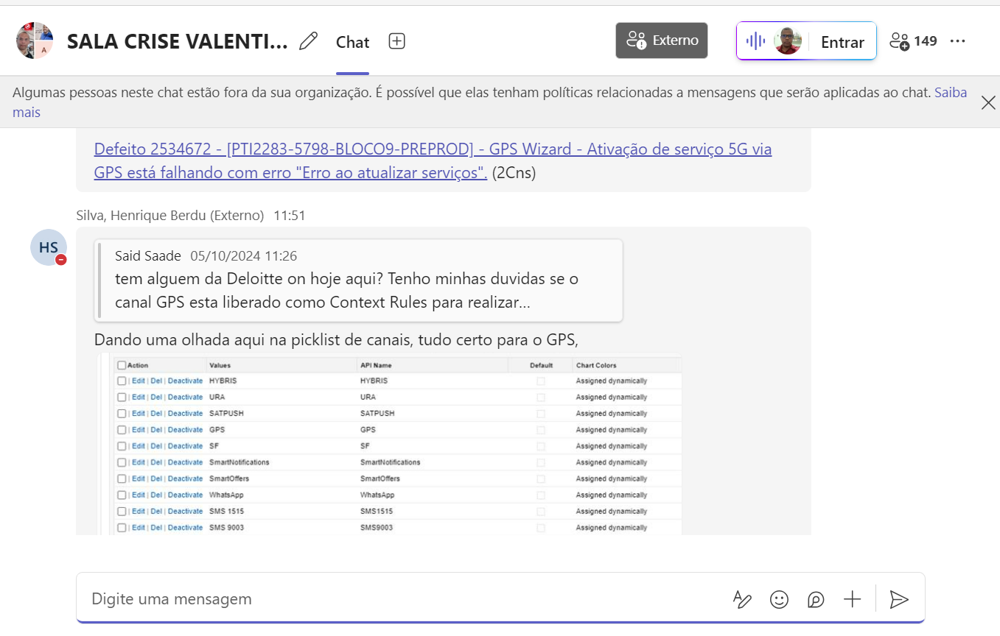 SALA CRISE VALENTI...
Chat
Externo
Entrar
149
Algumas pessoas neste chat estão fora da sua organização. É possível que elas tenham políticas relacionadas a mensagens que serão aplicadas ao chat. Saiba
mais
Defeito 2534672 - [PTI2283-5798-BLOCO9-PREPROD] - GPS Wizard - Ativação de serviço 5G via
GPS está falhando com erro "Erro ao atualizar serviços". (2Cns)
Silva, Henrique Berdu (Externo) 11:51
HS
Said Saade 05/10/2024 11:26
tem alguem da Deloitte on hoje aqui? Tenho minhas duvidas se o
canal GPS esta liberado como Context Rules para realizar...
Dando uma olhada aqui na picklist de canais, tudo certo para o GPS,
Action Values API Name Default Chart Colors
| Edit | Del | Deactivate HYBRIS HYBRIS Assigned dynamically
| Edit | Del | Deactivate URA URA Assigned dynamically
| Edit | Del | Deactivate SATPUSH SATPUSH Assigned dynamically
| Edit | Del | Deactivate GPS GPS Assigned dynamically
| Edit | Del | Deactivate SF SF Assigned dynamically
| Edit | Del | Deactivate SmartNotifications SmartNotifications Assigned dynamically
| Edit | Del | Deactivate SmartOffers SmartOffers Assigned dynamically
| Edit | Del | Deactivate WhatsApp WhatsApp Assigned dynamically
| Edit | Del | Deactivate SMS 1515 SMS1515 Assigned dynamically
| Edit | Del | Deactivate SMS 9003 SMS9003 Assigned dynamically
Digite uma mensagem